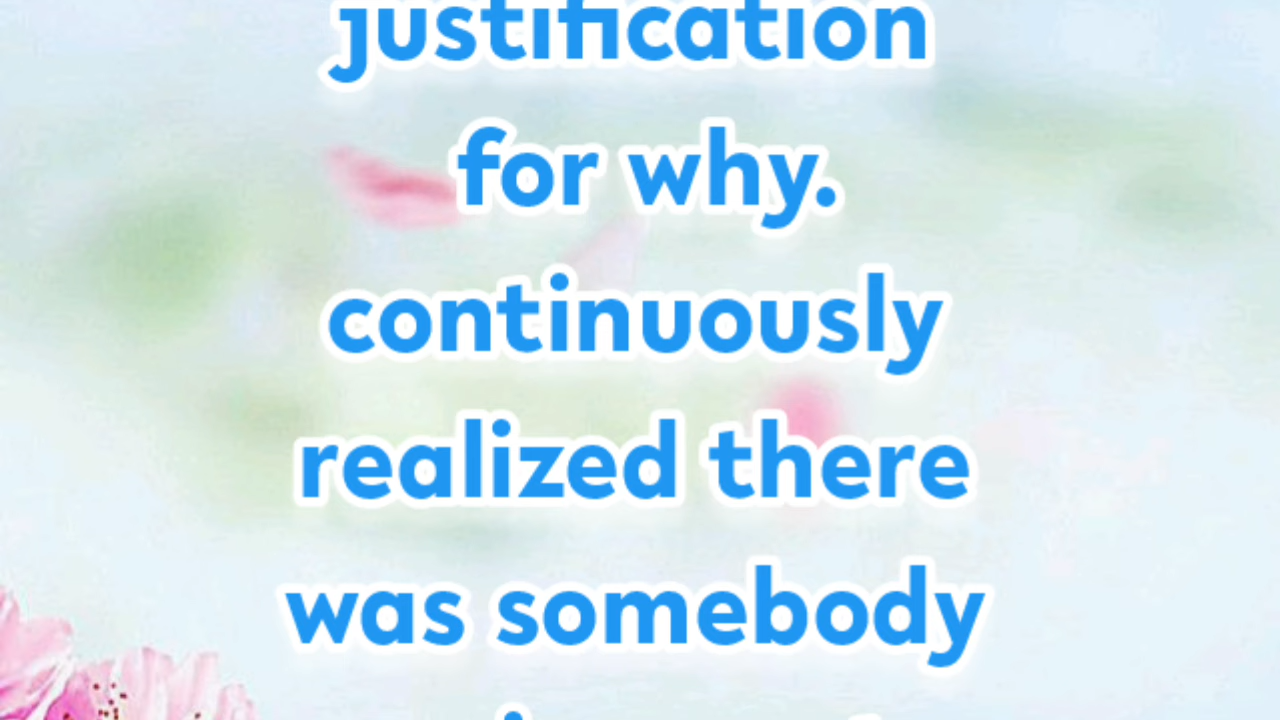 justification
for why.
continuously
realized there
was somebody